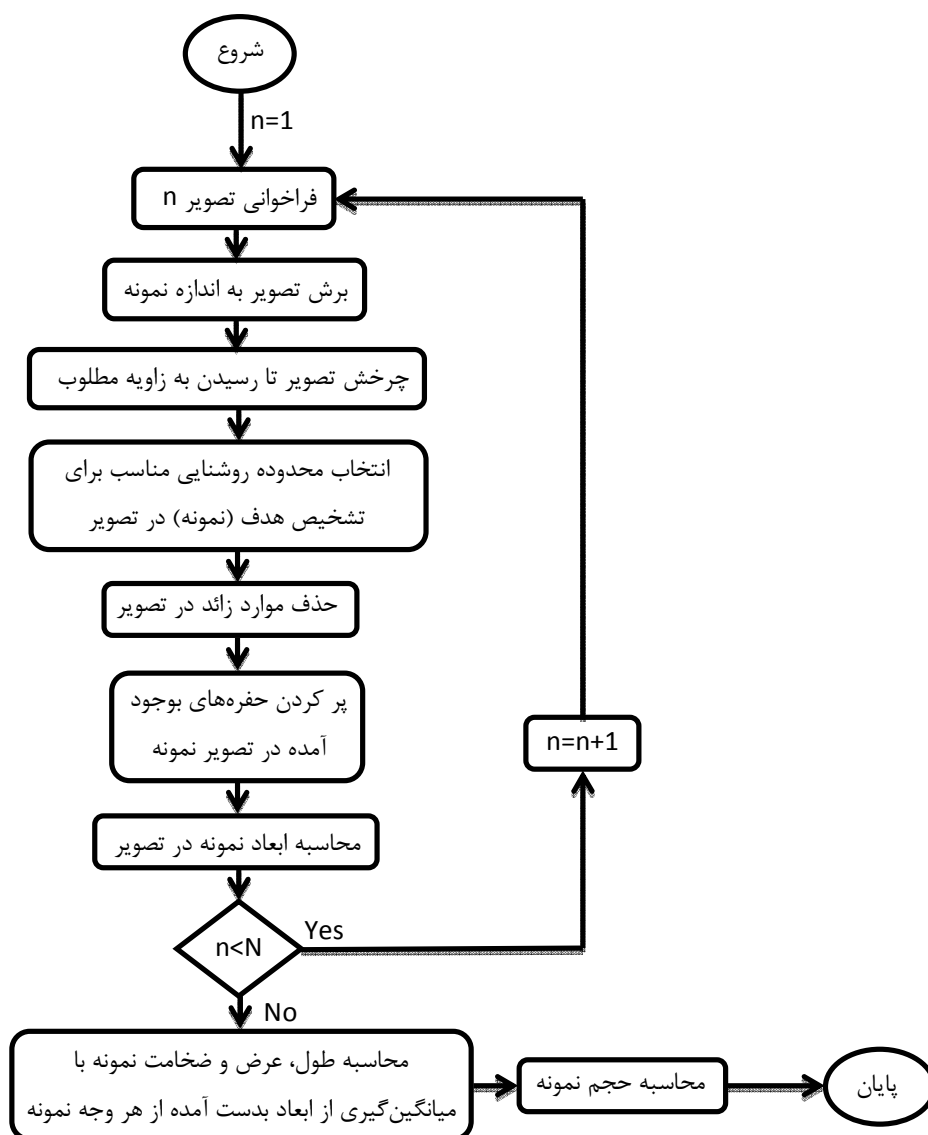 شروع
n=1
فراخوانی تصویر n
برش تصویر به اندازه نمونه
چرخش تصویر تا رسیدن به زاویه مطلوب
انتخاب محدوده روشنایی مناسب برای
تشخیص هدف (نمونه) در تصویر
حذف موارد زائد در تصویر
پر کردن حفره‌های بوجود
آمده در تصویر نمونه
n=n+1
محاسبه ابعاد نمونه در تصویر
n<N
Yes
No
محاسبه طول، عرض و ضخامت نمونه با
میانگین‌گیری از ابعاد بدست آمده از هر وجه نمونه
محاسبه حجم نمونه
پایان